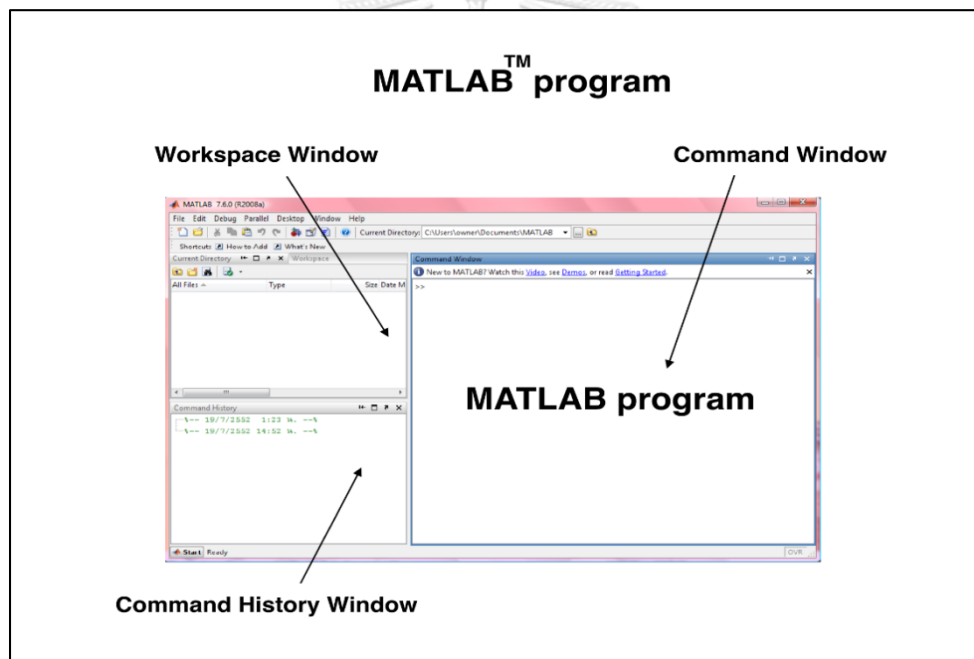 MATLAB™ program
Workspace Window
Command Window
MATLAB 7.6.0 (R2008a)
File Edit Debug Parallel Desktop Window Help
Current Directory: C:\Users\owner\Documents\MATLAB
Shortcuts How to Add What's New
Current Directory Workspace
All Files Type Size Date M
Command Window
New to MATLAB? Watch this Video, see Demos, or read Getting Started.
>>
MATLAB program
Command History
%-- 19/7/2552 1:23 น. --%
%-- 19/7/2552 14:52 น. --%
Start Ready
OVR
Command History Window